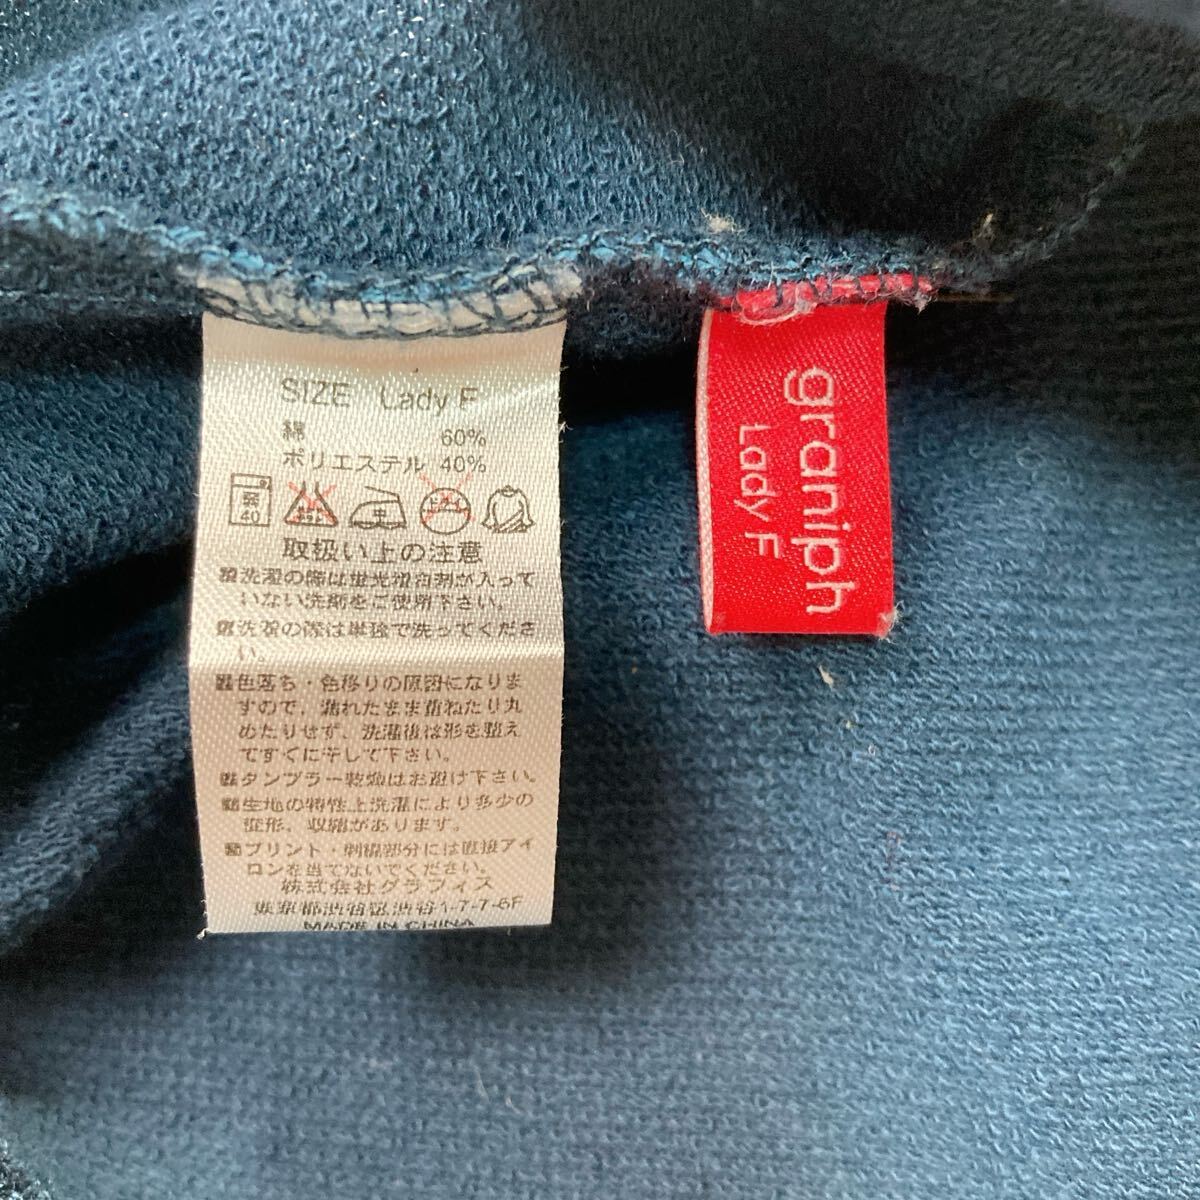 SIZE Lady F
綿 60%
ポリエステル 40%
40 中
取扱い上の注意
洗濯の際は蛍光増白剤が入って
いない洗剤をご使用下さい。
洗濯の際は単独で洗ってくださ
い。
色落ち・色移りの原因になりま
すので、濡れたまま重ねたり丸
めたりせず、洗濯後は形を整え
てすぐに干して下さい。
タンブラー乾燥はお避け下さい。
生地の特性上洗濯により多少の
変形、収縮があります。
プリント・刺繍部分には直接アイ
ロンを当てないでください。
株式会社グラフィス
東京都渋谷区渋谷1-7-7-6F
MADE IN CHINA
graniph
Lady F